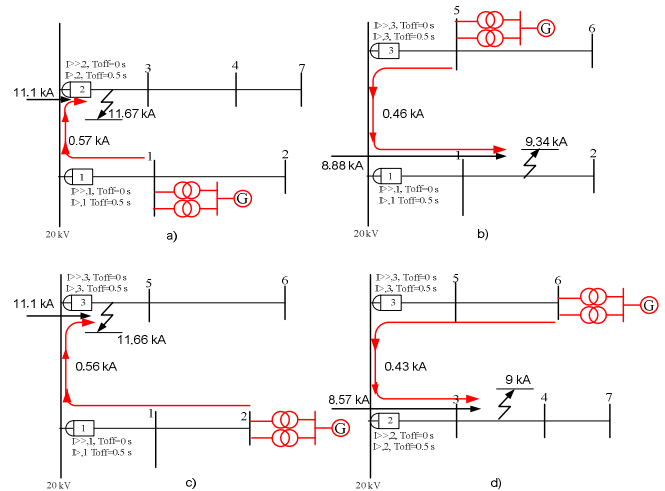 I>>,2, Toff=0 s
I>,2, Toff=0.5 s
2
3
4
7
11.1 kA
11.67 kA
0.57 kA
1
2
I>>,1, Toff=0 s
I>,1 Toff=0.5 s
1
G
20 kV
a)
5
G
6
I>>,3, Toff=0 s
I>,3, Toff=0.5 s
3
0.46 kA
9,34 kA
8.88 kA
1
2
1
I>>,1, Toff=0 s
I>,1 Toff=0.5 s
20 kV
b)
I>>,3, Toff=0 s
I>,3, Toff=0.5 s
3
5
6
11.1 kA
11.66 kA
0.56 kA
1
2
1
I>>,1, Toff=0 s
I>,1 Toff=0.5 s
G
20 kV
c)
I>>,3, Toff=0 s
I>,3, Toff=0.5 s
3
5
6
G
0.43 kA
9 kA
8,57 kA
3
4
7
2
I>>,2, Toff=0 s
I>,2, Toff=0.5 s
20 kV
d)